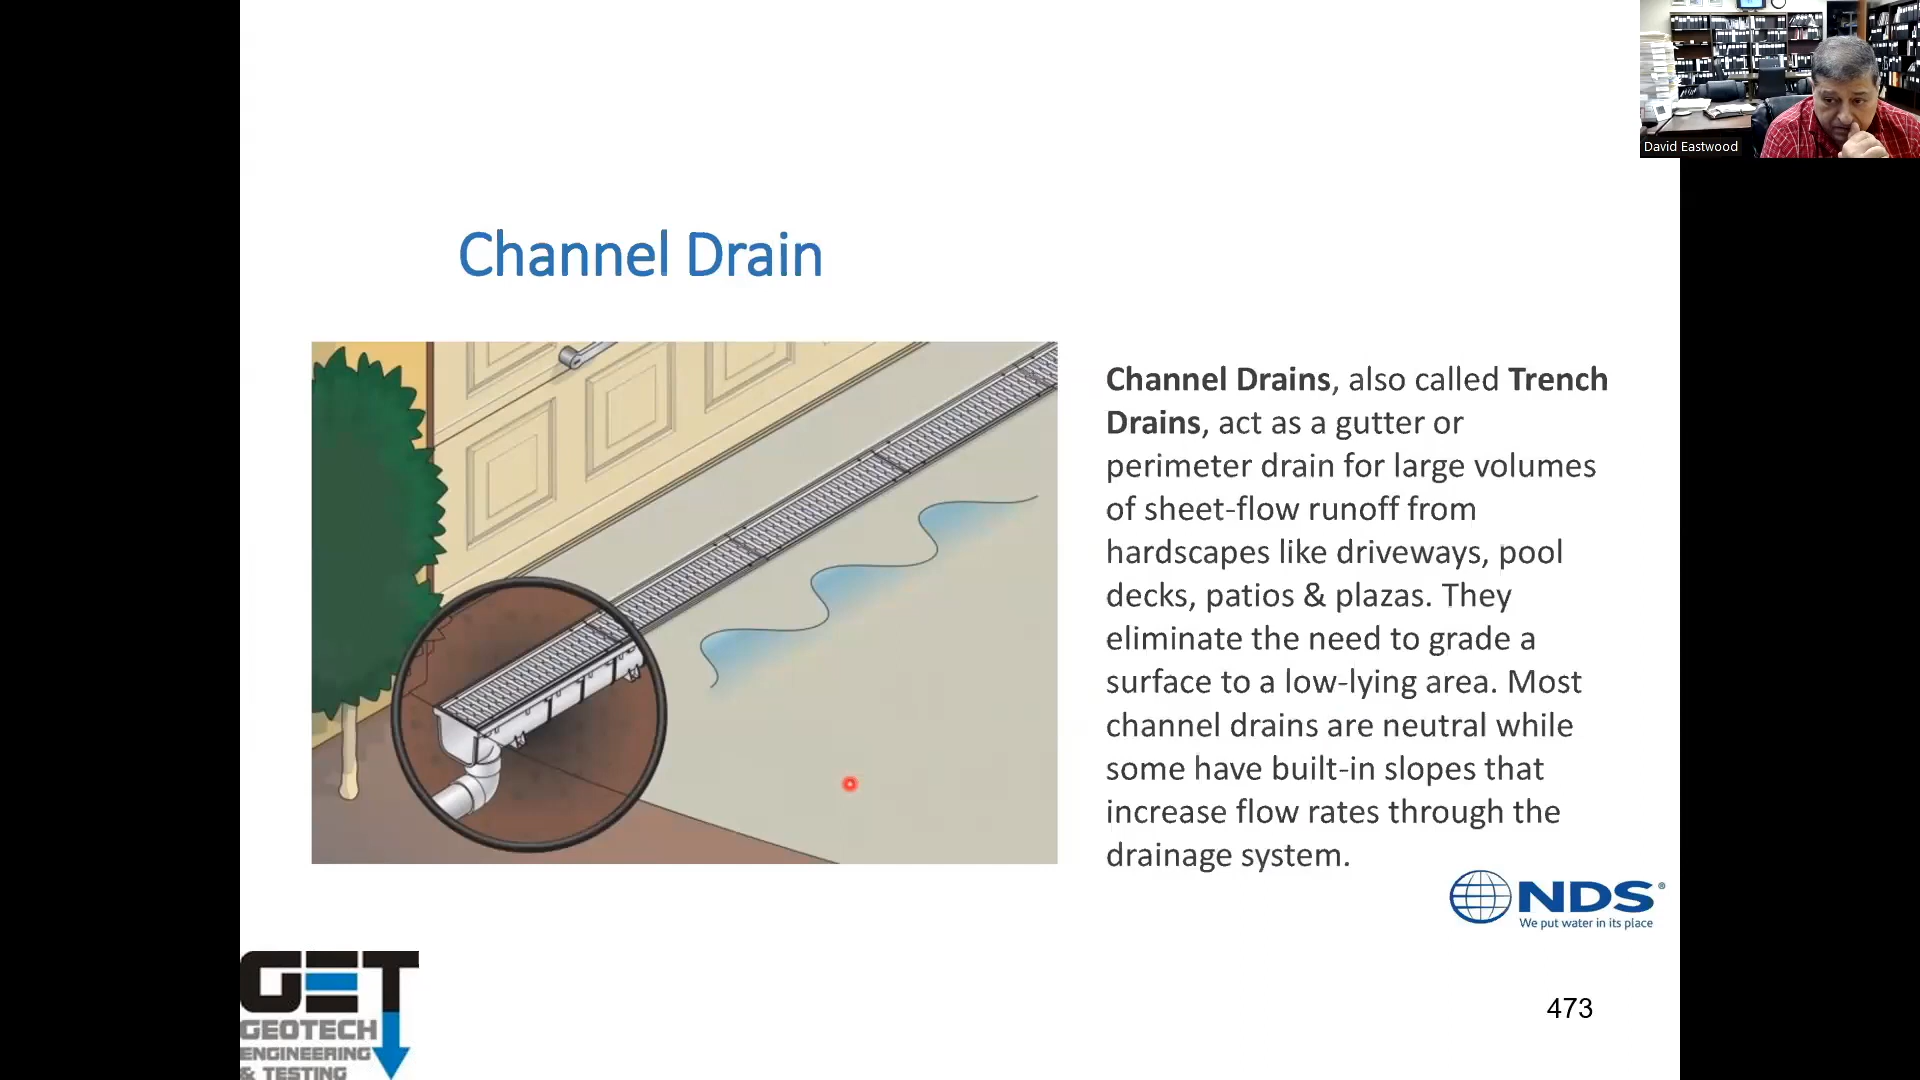 David Eastwood
Channel Drain
Channel Drains, also called Trench
Drains, act as a gutter or
perimeter drain for large volumes
of sheet-flow runoff from
hardscapes like driveways, pool
decks, patios & plazas. They
eliminate the need to grade a
surface to a low-lying area. Most
channel drains are neutral while
some have built-in slopes that
increase flow rates through the
drainage system.
NDS®
We put water in its place
GET
GEOTECH
ENGINEERING
& TESTING
473